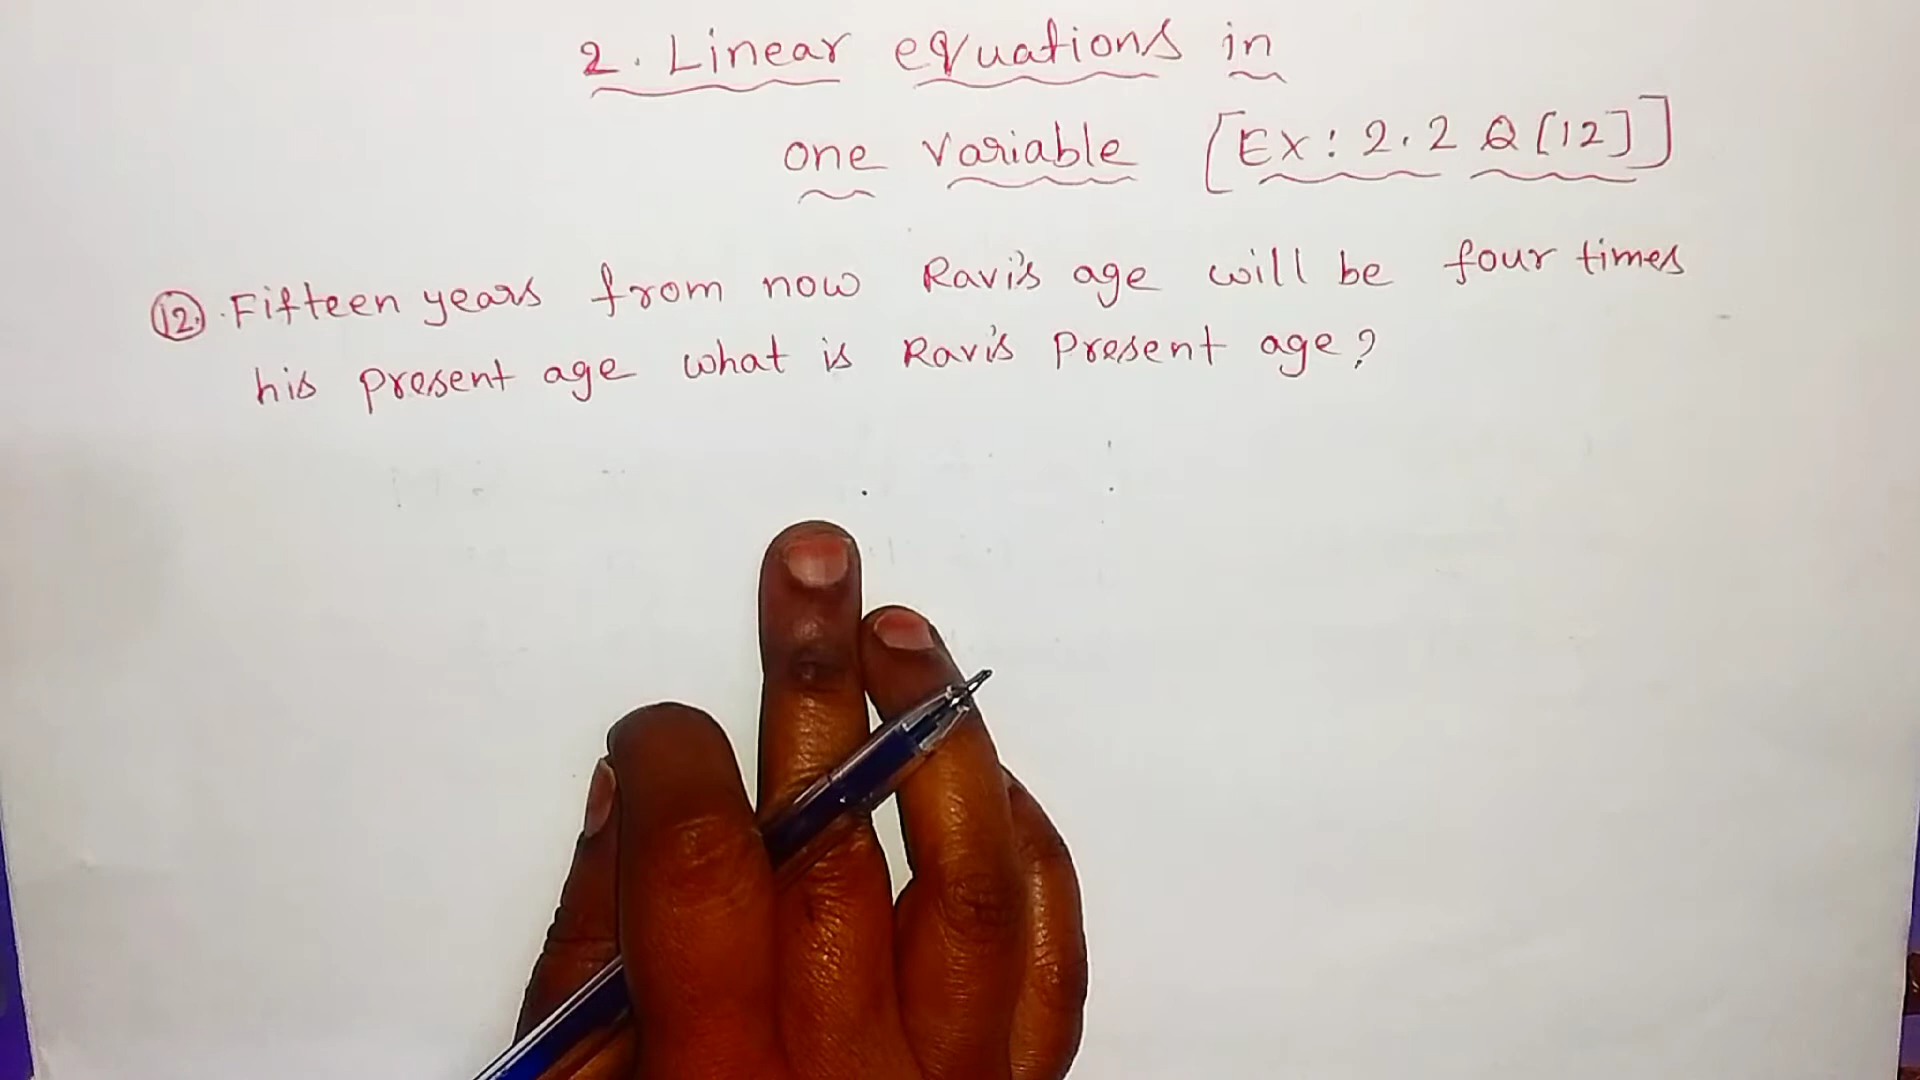 2. Linear equations in
one variable [EX: 2.2 Q [12]]
12. Fifteen years from now Ravi's age will be four times
his present age what is Ravi's present age?